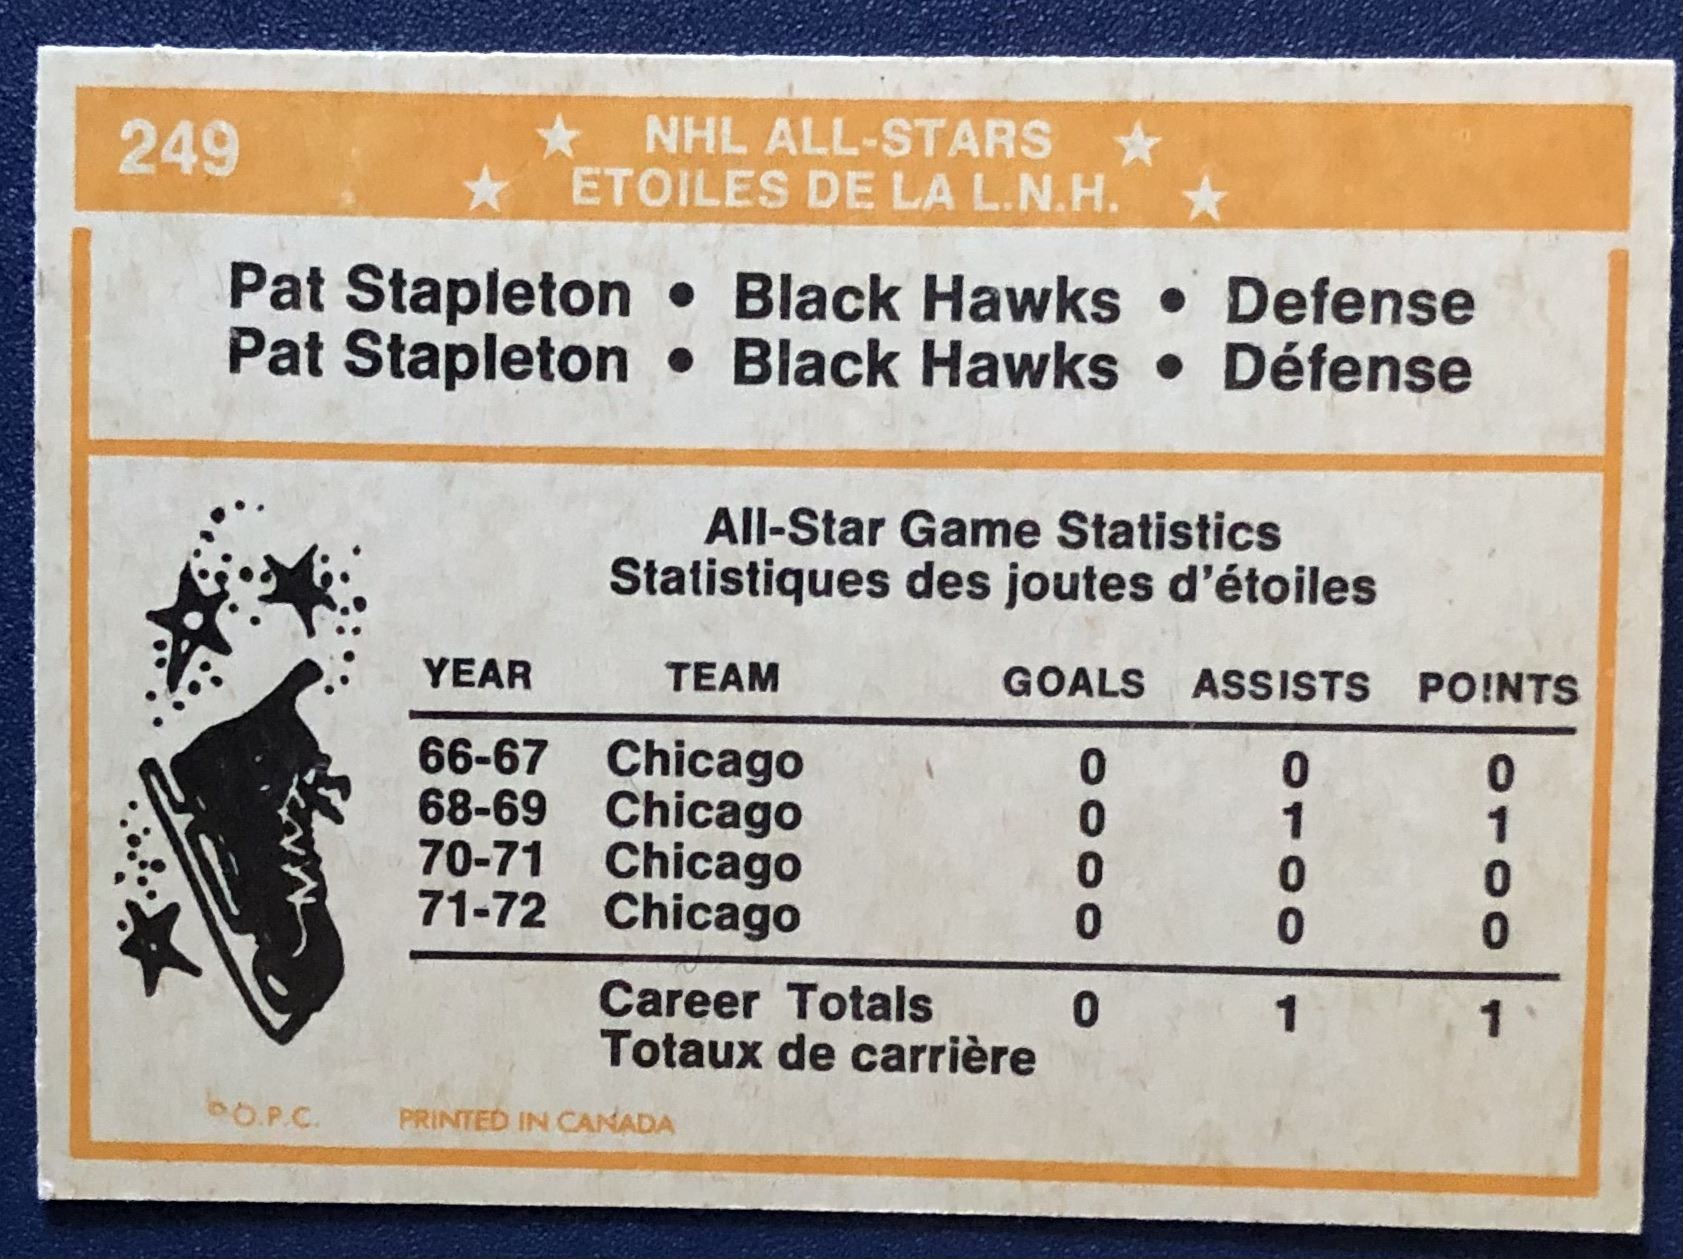 249
★ NHL ALL-STARS ★
★ ETOILES DE LA L.N.H. ★
Pat Stapleton • Black Hawks • Defense
Pat Stapleton • Black Hawks • Défense
All-Star Game Statistics
Statistiques des joutes d'étoiles
YEAR TEAM GOALS ASSISTS POINTS
66-67 Chicago 0 0 0
68-69 Chicago 0 1 1
70-71 Chicago 0 0 0
71-72 Chicago 0 0 0
Career Totals 0 1 1
Totaux de carrière
© O.P.C. PRINTED IN CANADA